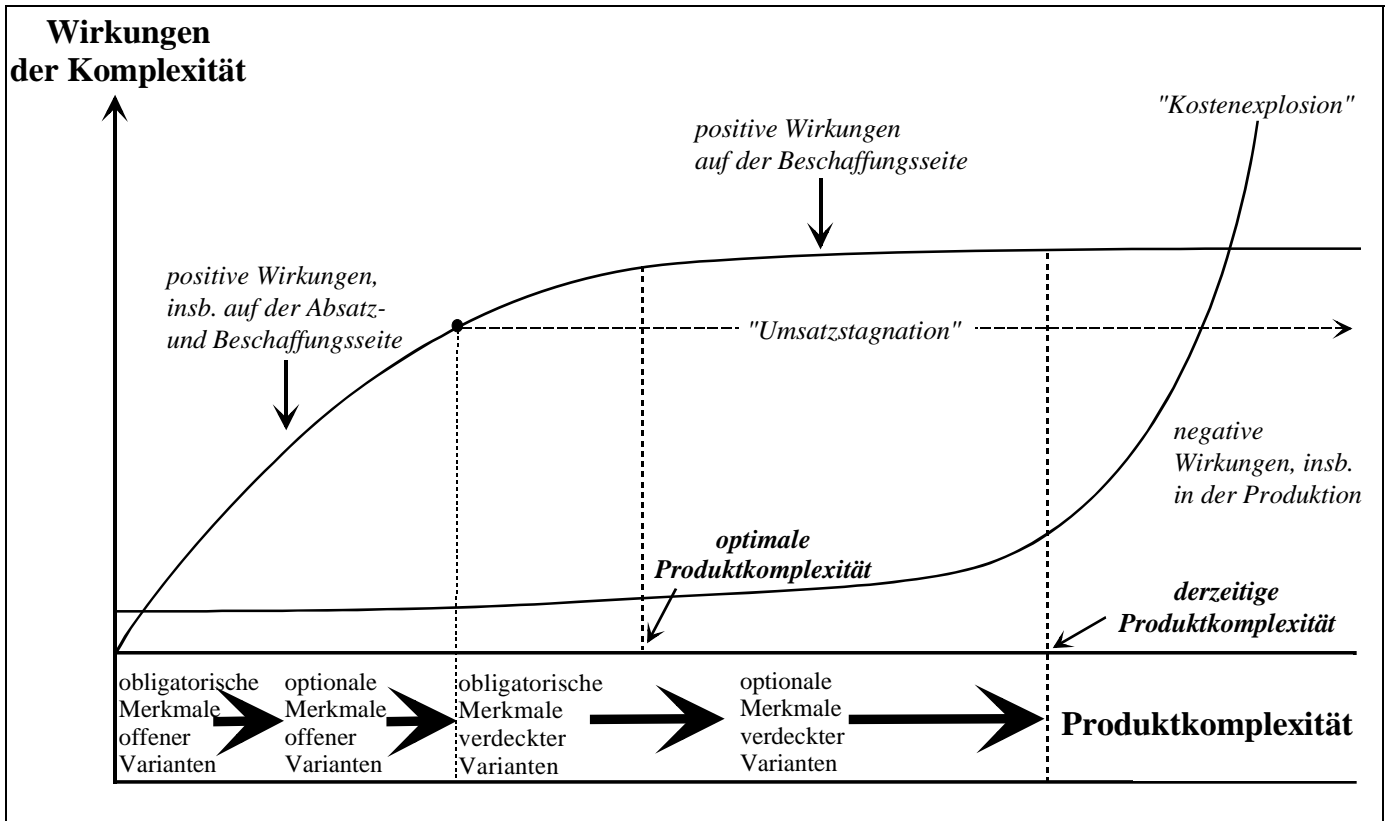 Wirkungen
der Komplexität
"Kostenexplosion"
positive Wirkungen
auf der Beschaffungsseite
positive Wirkungen,
insb. auf der Absatz-
und Beschaffungsseite
"Umsatzstagnation"
negative
Wirkungen, insb.
in der Produktion
optimale
Produktkomplexität
derzeitige
Produktkomplexität
obligatorische
Merkmale
offener
Varianten
optionale
Merkmale
offener
Varianten
obligatorische
Merkmale
verdeckter
Varianten
optionale
Merkmale
verdeckter
Varianten
Produktkomplexität